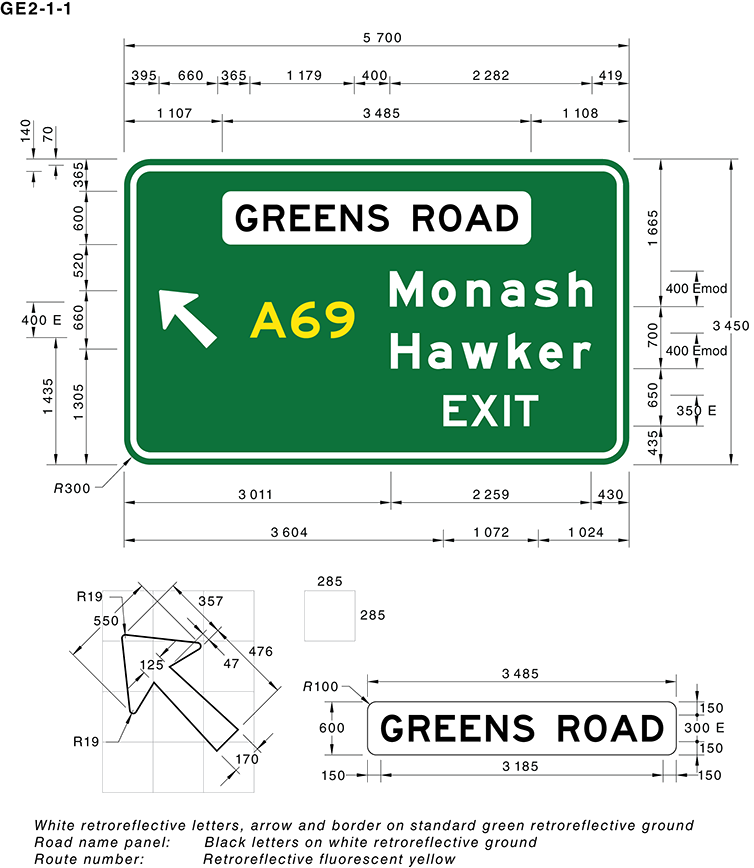 GE2-1-1
5 700
395 660 365 1 179 400 2 282 419
1 107 3 485 1 108
140 70
365
600
520
660
1 305
400 E
1 435
GREENS ROAD
A69
Monash
Hawker
EXIT
1 665
400 Emod
3 450
700
400 Emod
650
350 E
435
R300
3 011 2 259 430
3 604 1 072 1 024
R19
550
357
476
125
47
R19
170
285
285
3 485
R100
600
GREENS ROAD
150
300 E
150
150 3 185 150
White retroreflective letters, arrow and border on standard green retroreflective ground
Road name panel: Black letters on white retroreflective ground
Route number: Retroreflective fluorescent yellow